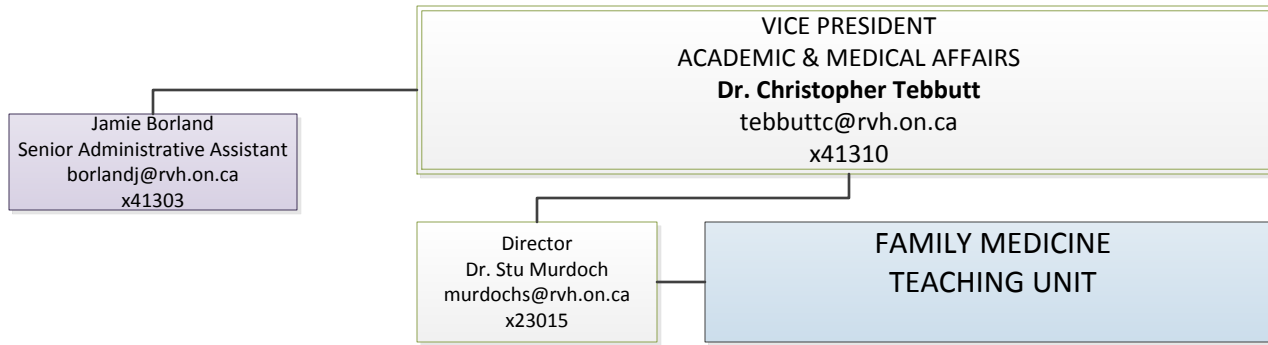 VICE PRESIDENT
ACADEMIC & MEDICAL AFFAIRS
Dr. Christopher Tebbutt
tebbuttc@rvh.on.ca
x41310
Jamie Borland
Senior Administrative Assistant
borlandj@rvh.on.ca
x41303
Director
Dr. Stu Murdoch
murdochs@rvh.on.ca
x23015
FAMILY MEDICINE
TEACHING UNIT